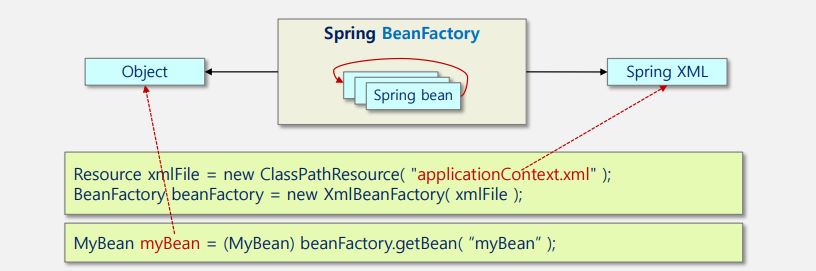 Spring BeanFactory
Object
Spring bean
Spring XML
Resource xmlFile = new ClassPathResource( "applicationContext.xml" );
BeanFactory beanFactory = new XmlBeanFactory( xmlFile );
MyBean myBean = (MyBean) beanFactory.getBean( “myBean” );